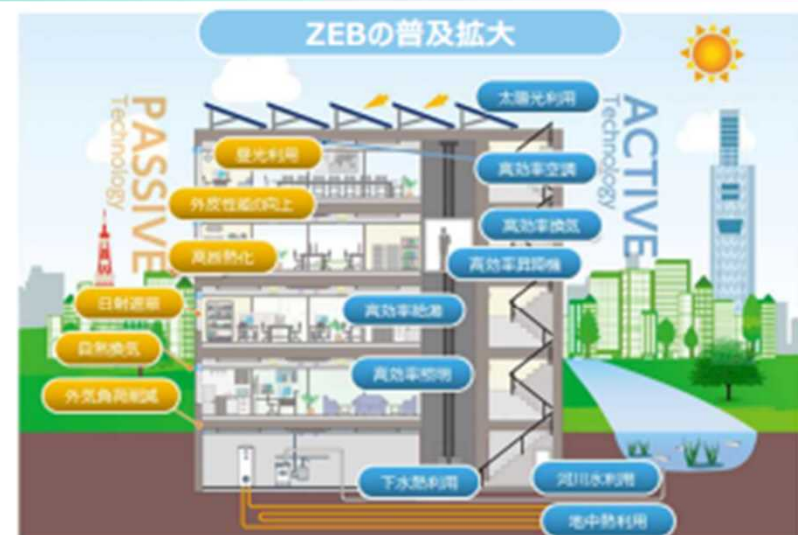 ZEBの普及拡大
PASSIVE
Technology
ACTIVE
Technology
太陽光利用
昼光利用
高効率空調
外皮性能の向上
高効率換気
高断熱化
高効率昇降機
日射遮蔽
高効率給湯
自然換気
高効率照明
外気負荷削減
下水熱利用
河川水利用
地中熱利用